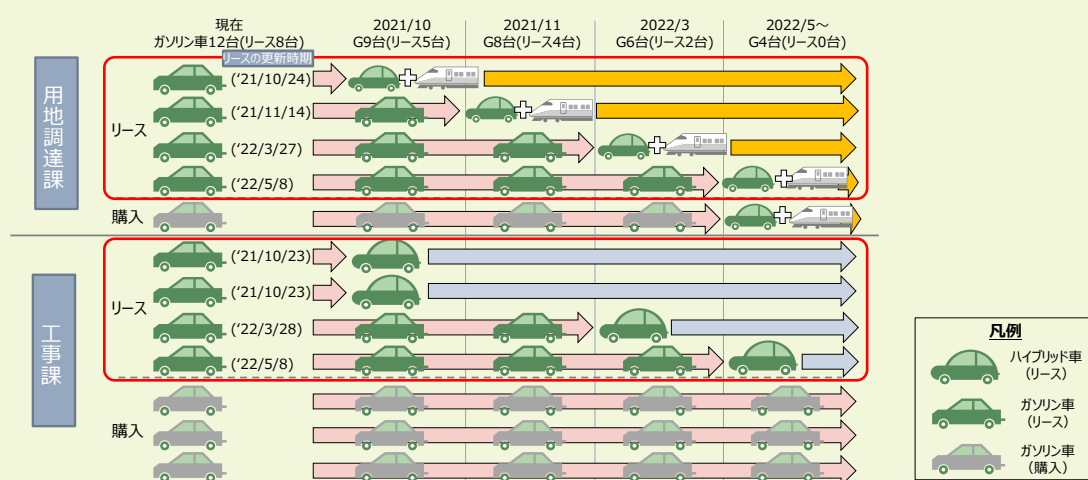 現在
ガソリン車12台(リース8台)
2021/10
G9台(リース5台)
2021/11
G8台(リース4台)
2022/3
G6台(リース2台)
2022/5～
G4台(リース0台)
リースの更新時期
用地調達課
リース
('21/10/24)
('21/11/14)
('22/3/27)
('22/5/8)
購入
工事課
リース
('21/10/23)
('21/10/23)
('22/3/28)
('22/5/8)
購入
凡例
ハイブリッド車
(リース)
ガソリン車
(リース)
ガソリン車
(購入)